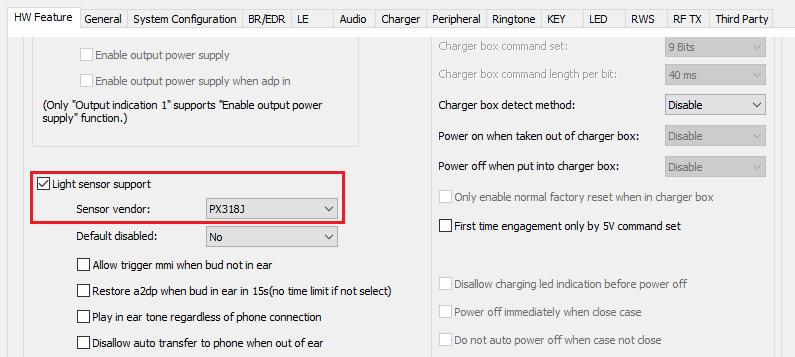 HW Feature General System Configuration BR/EDR LE Audio Charger Peripheral Ringtone KEY LED RWS RF TX Third Party
Enable output power supply
Enable output power supply when adp in
(Only "Output indication 1" supports "Enable output power
supply" function.)
Light sensor support
Sensor vendor: PX318J
Default disabled: No
Allow trigger mmi when bud not in ear
Restore a2dp when bud in ear in 15s(no time limit if not select)
Play in ear tone regardless of phone connection
Disallow auto transfer to phone when out of ear
Charger box command set: 9 Bits
Charger box command length per bit: 40 ms
Charger box detect method: Disable
Power on when taken out of charger box: Disable
Power off when put into charger box: Disable
Only enable normal factory reset when in charger box
First time engagement only by 5V command set
Disallow charging led indication before power off
Power off immediately when close case
Do not auto power off when case not close